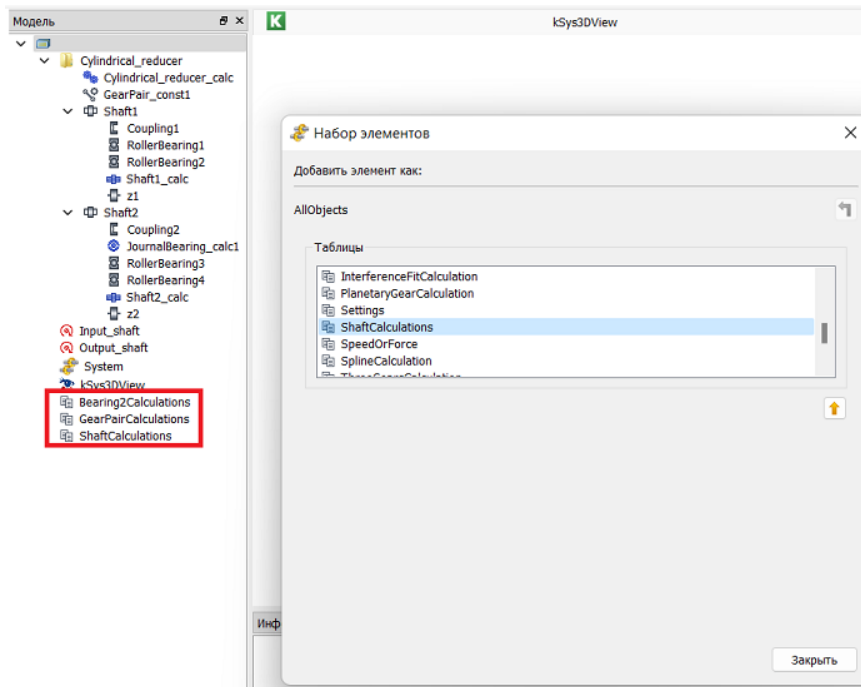 Модель
kSys3DView
Cylindrical_reducer
Cylindrical_reducer_calc
GearPair_const1
Shaft1
Coupling1
RollerBearing1
RollerBearing2
Shaft1_calc
z1
Shaft2
Coupling2
JournalBearing_calc1
RollerBearing3
RollerBearing4
Shaft2_calc
z2
Input_shaft
Output_shaft
System
kSys3DView
Bearing2Calculations
GearPairCalculations
ShaftCalculations
Набор элементов
Добавить элемент как:
AllObjects
Таблицы
InterferenceFitCalculation
PlanetaryGearCalculation
Settings
ShaftCalculations
SpeedOrForce
SplineCalculation
ThreeGearsCalculation
Инф
Закрыть